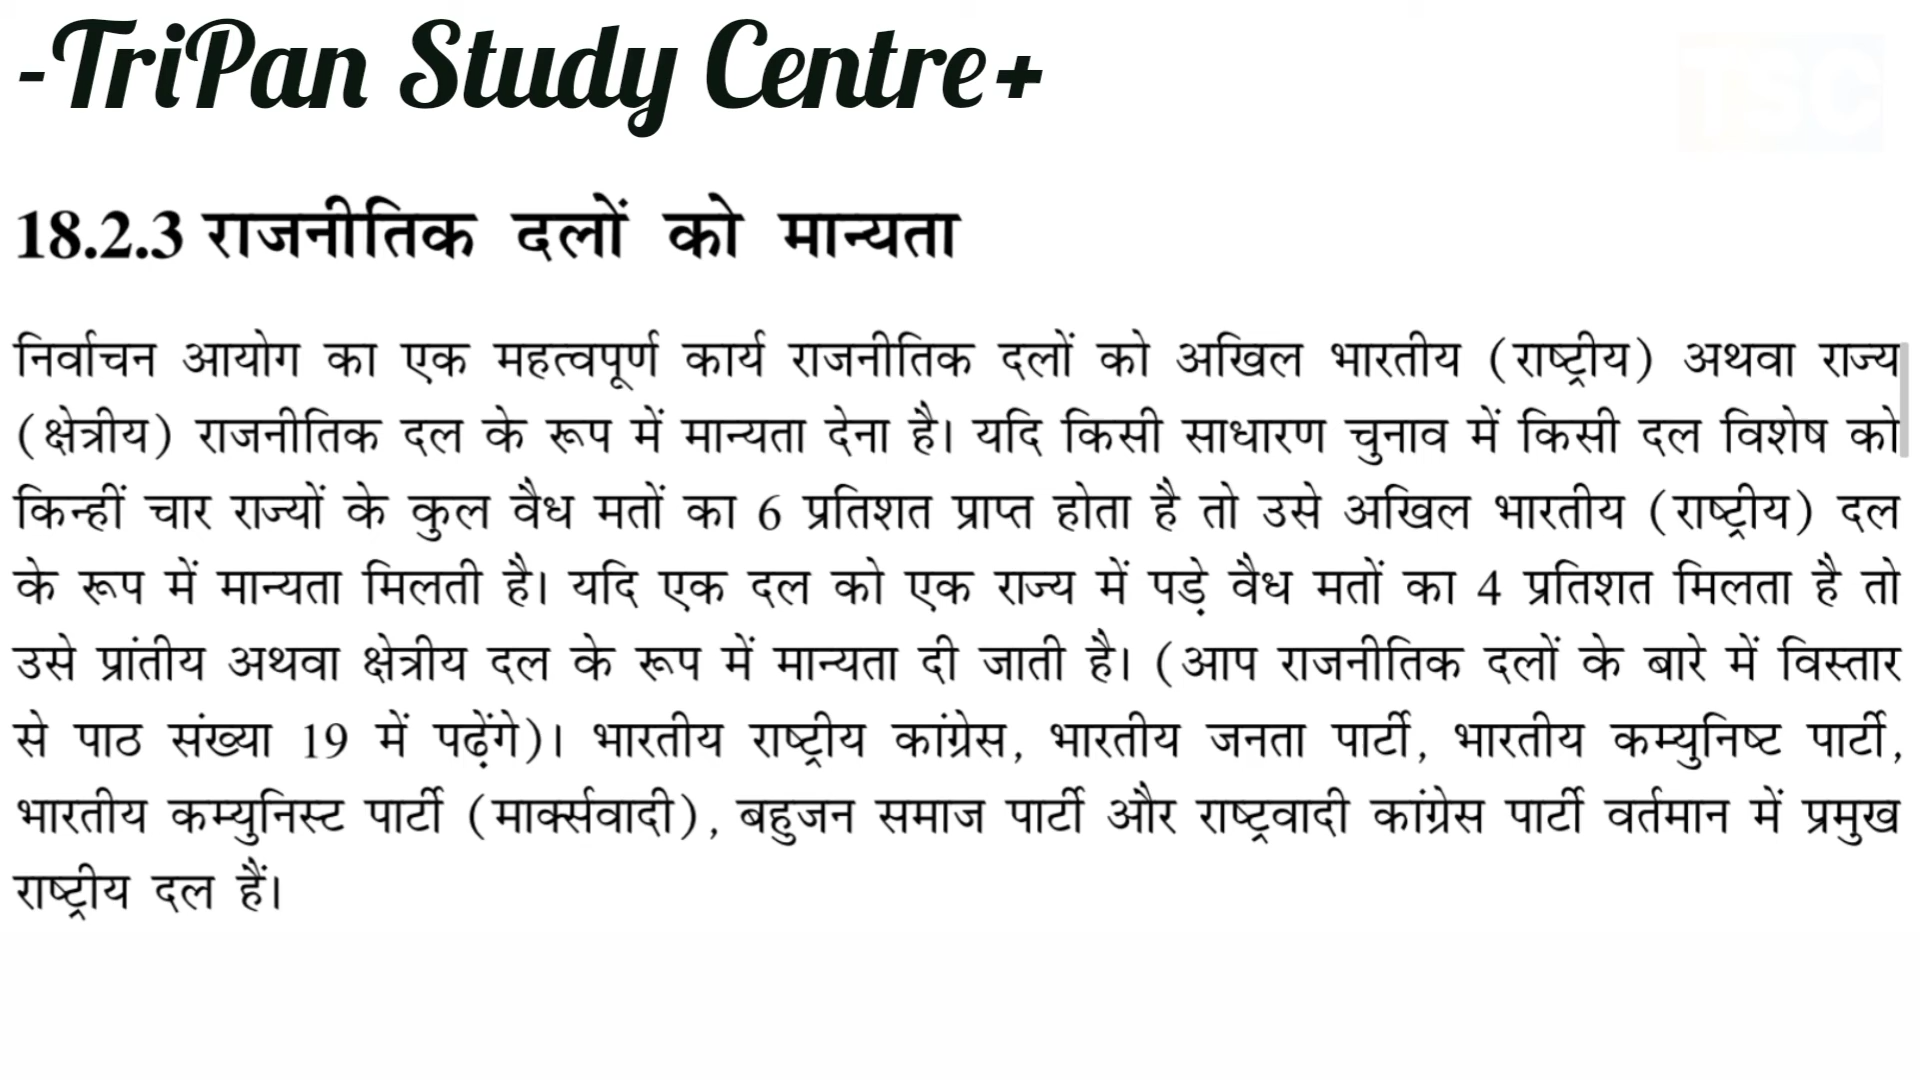 -TriPan Study Centre+
TSC
18.2.3 राजनीतिक दलों को मान्यता
निर्वाचन आयोग का एक महत्वपूर्ण कार्य राजनीतिक दलों को अखिल भारतीय (राष्ट्रीय) अथवा राज्य
(क्षेत्रीय) राजनीतिक दल के रूप में मान्यता देना है। यदि किसी साधारण चुनाव में किसी दल विशेष को
किन्हीं चार राज्यों के कुल वैध मतों का 6 प्रतिशत प्राप्त होता है तो उसे अखिल भारतीय (राष्ट्रीय) दल
के रूप में मान्यता मिलती है। यदि एक दल को एक राज्य में पड़े वैध मतों का 4 प्रतिशत मिलता है तो
उसे प्रांतीय अथवा क्षेत्रीय दल के रूप में मान्यता दी जाती है। (आप राजनीतिक दलों के बारे में विस्तार
से पाठ संख्या 19 में पढ़ेंगे)। भारतीय राष्ट्रीय कांग्रेस, भारतीय जनता पार्टी, भारतीय कम्युनिष्ट पार्टी,
भारतीय कम्युनिस्ट पार्टी (मार्क्सवादी), बहुजन समाज पार्टी और राष्ट्रवादी कांग्रेस पार्टी वर्तमान में प्रमुख
राष्ट्रीय दल हैं।